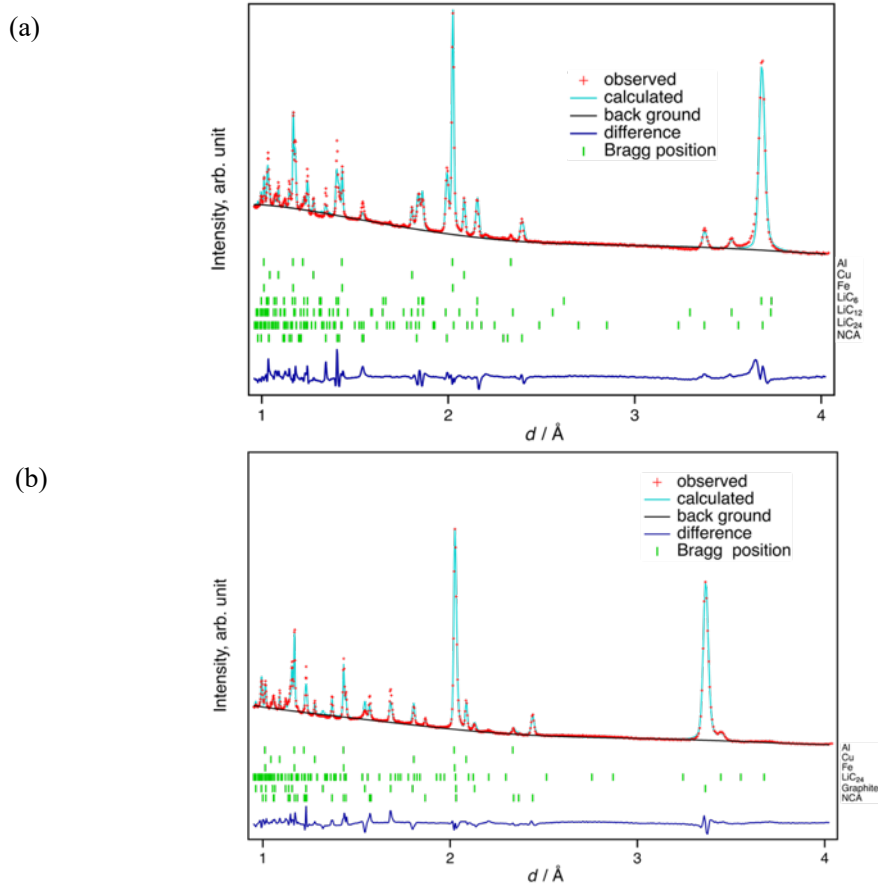 (a)
Intensity, arb. unit
observed
calculated
back ground
difference
Bragg position
Al
Cu
Fe
LiC6
LiC12
LiC24
NCA
1 2 3 4
d / Å
(b)
Intensity, arb. unit
observed
calculated
back ground
difference
Bragg position
Al
Cu
Fe
LiC24
Graphite
NCA
1 2 3 4
d / Å